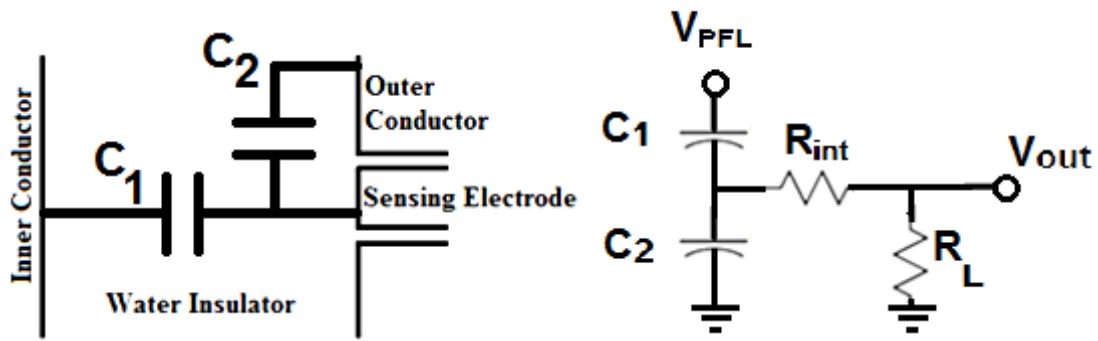 C2
Outer
Conductor
C1
Sensing Electrode
Inner Conductor
Water Insulator
VPFL
C1
Rint
Vout
C2
RL